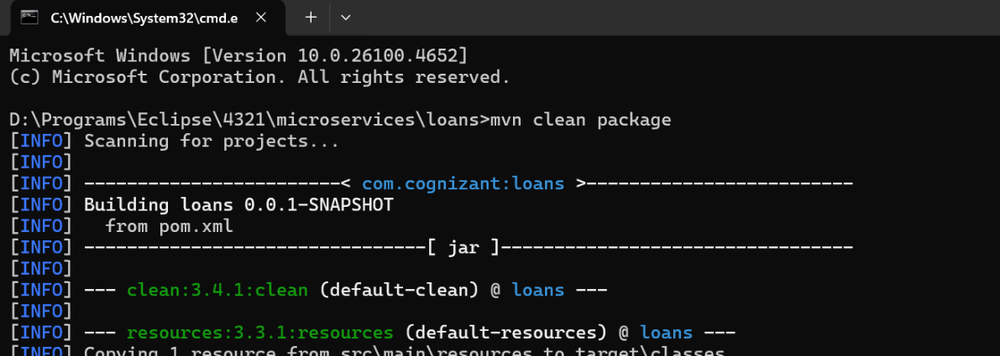 C:\Windows\System32\cmd.e
Microsoft Windows [Version 10.0.26100.4652]
(c) Microsoft Corporation. All rights reserved.
D:\Programs\Eclipse\4321\microservices\loans>mvn clean package
[INFO] Scanning for projects...
[INFO]
[INFO] ------------------------< com.cognizant:loans >-------------------------
[INFO] Building loans 0.0.1-SNAPSHOT
[INFO]   from pom.xml
[INFO] --------------------------------[ jar ]---------------------------------
[INFO]
[INFO] --- clean:3.4.1:clean (default-clean) @ loans ---
[INFO]
[INFO] --- resources:3.3.1:resources (default-resources) @ loans ---
[INFO] Copying 1 resource from src\main\resources to target\classes